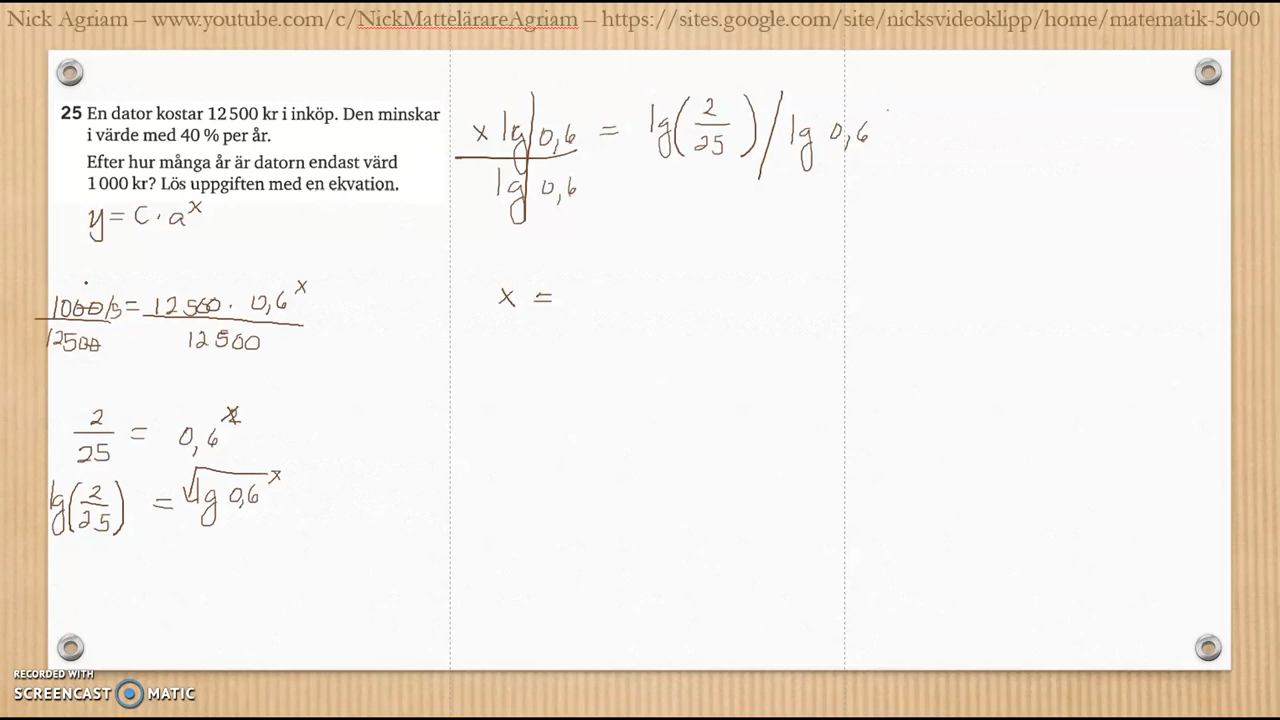 Nick Agriam – www.youtube.com/c/NickMattelärareAgriam – https://sites.google.com/site/nicksvideoklipp/home/matematik-5000
25 En dator kostar 12 500 kr i inköp. Den minskar
i värde med 40 % per år.
Efter hur många år är datorn endast värd
1 000 kr? Lös uppgiften med en ekvation.
y = C · a^x
1000/12500 = 12500 · 0,6^x / 12500
2/25 = 0,6^x
lg(2/25) = lg 0,6^x
x lg 0,6 / lg 0,6 = lg(2/25) / lg 0,6
x =
RECORDED WITH
SCREENCAST MATIC